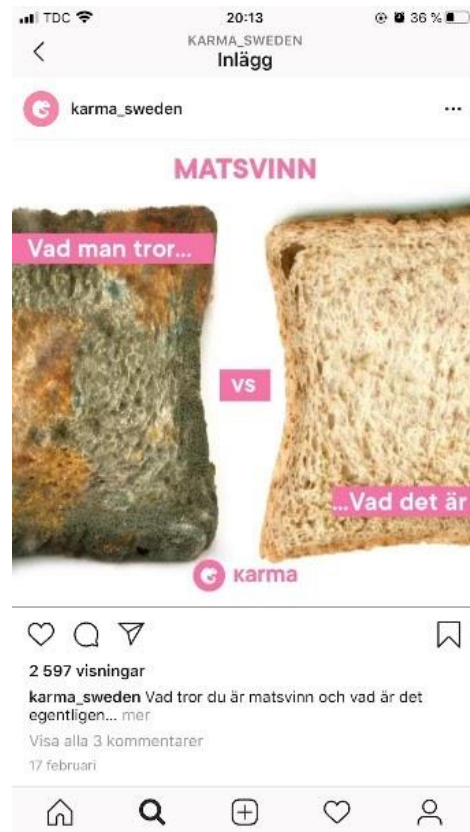 TDC 20:13 36 %
KARMA_SWEDEN
Inlägg
karma_sweden
MATSVINN
Vad man tror...
vs
...Vad det är
karma
2 597 visningar
karma_sweden Vad tror du är matsvinn och vad är det
egentligen... mer
Visa alla 3 kommentarer
17 februari